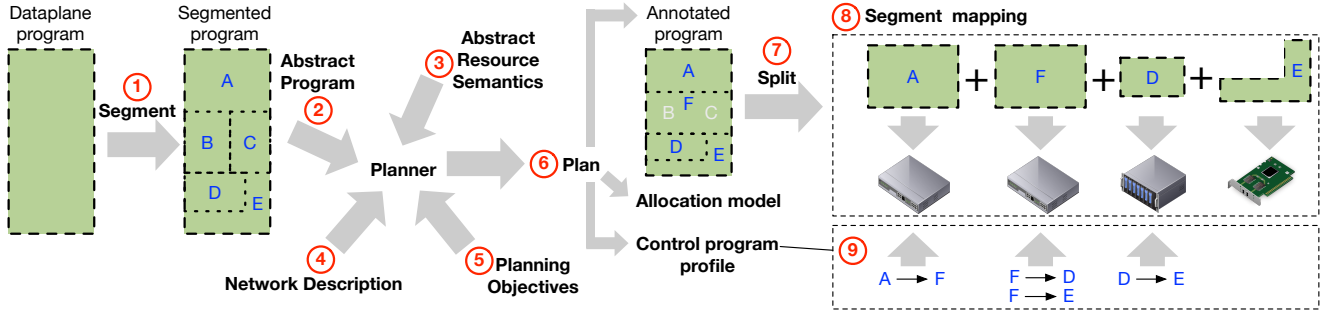 Dataplane
program
Segmented
program
1
Segment
A
B
C
D
E
Abstract
Program
2
3
Abstract
Resource
Semantics
Planner
4
Network Description
5
Planning
Objectives
6
Plan
Annotated
program
A
F
B
C
D
E
Allocation model
Control program
profile
7
Split
8
Segment mapping
A
+
F
+
D
+
E
9
A → F
F → D
F → E
D → E